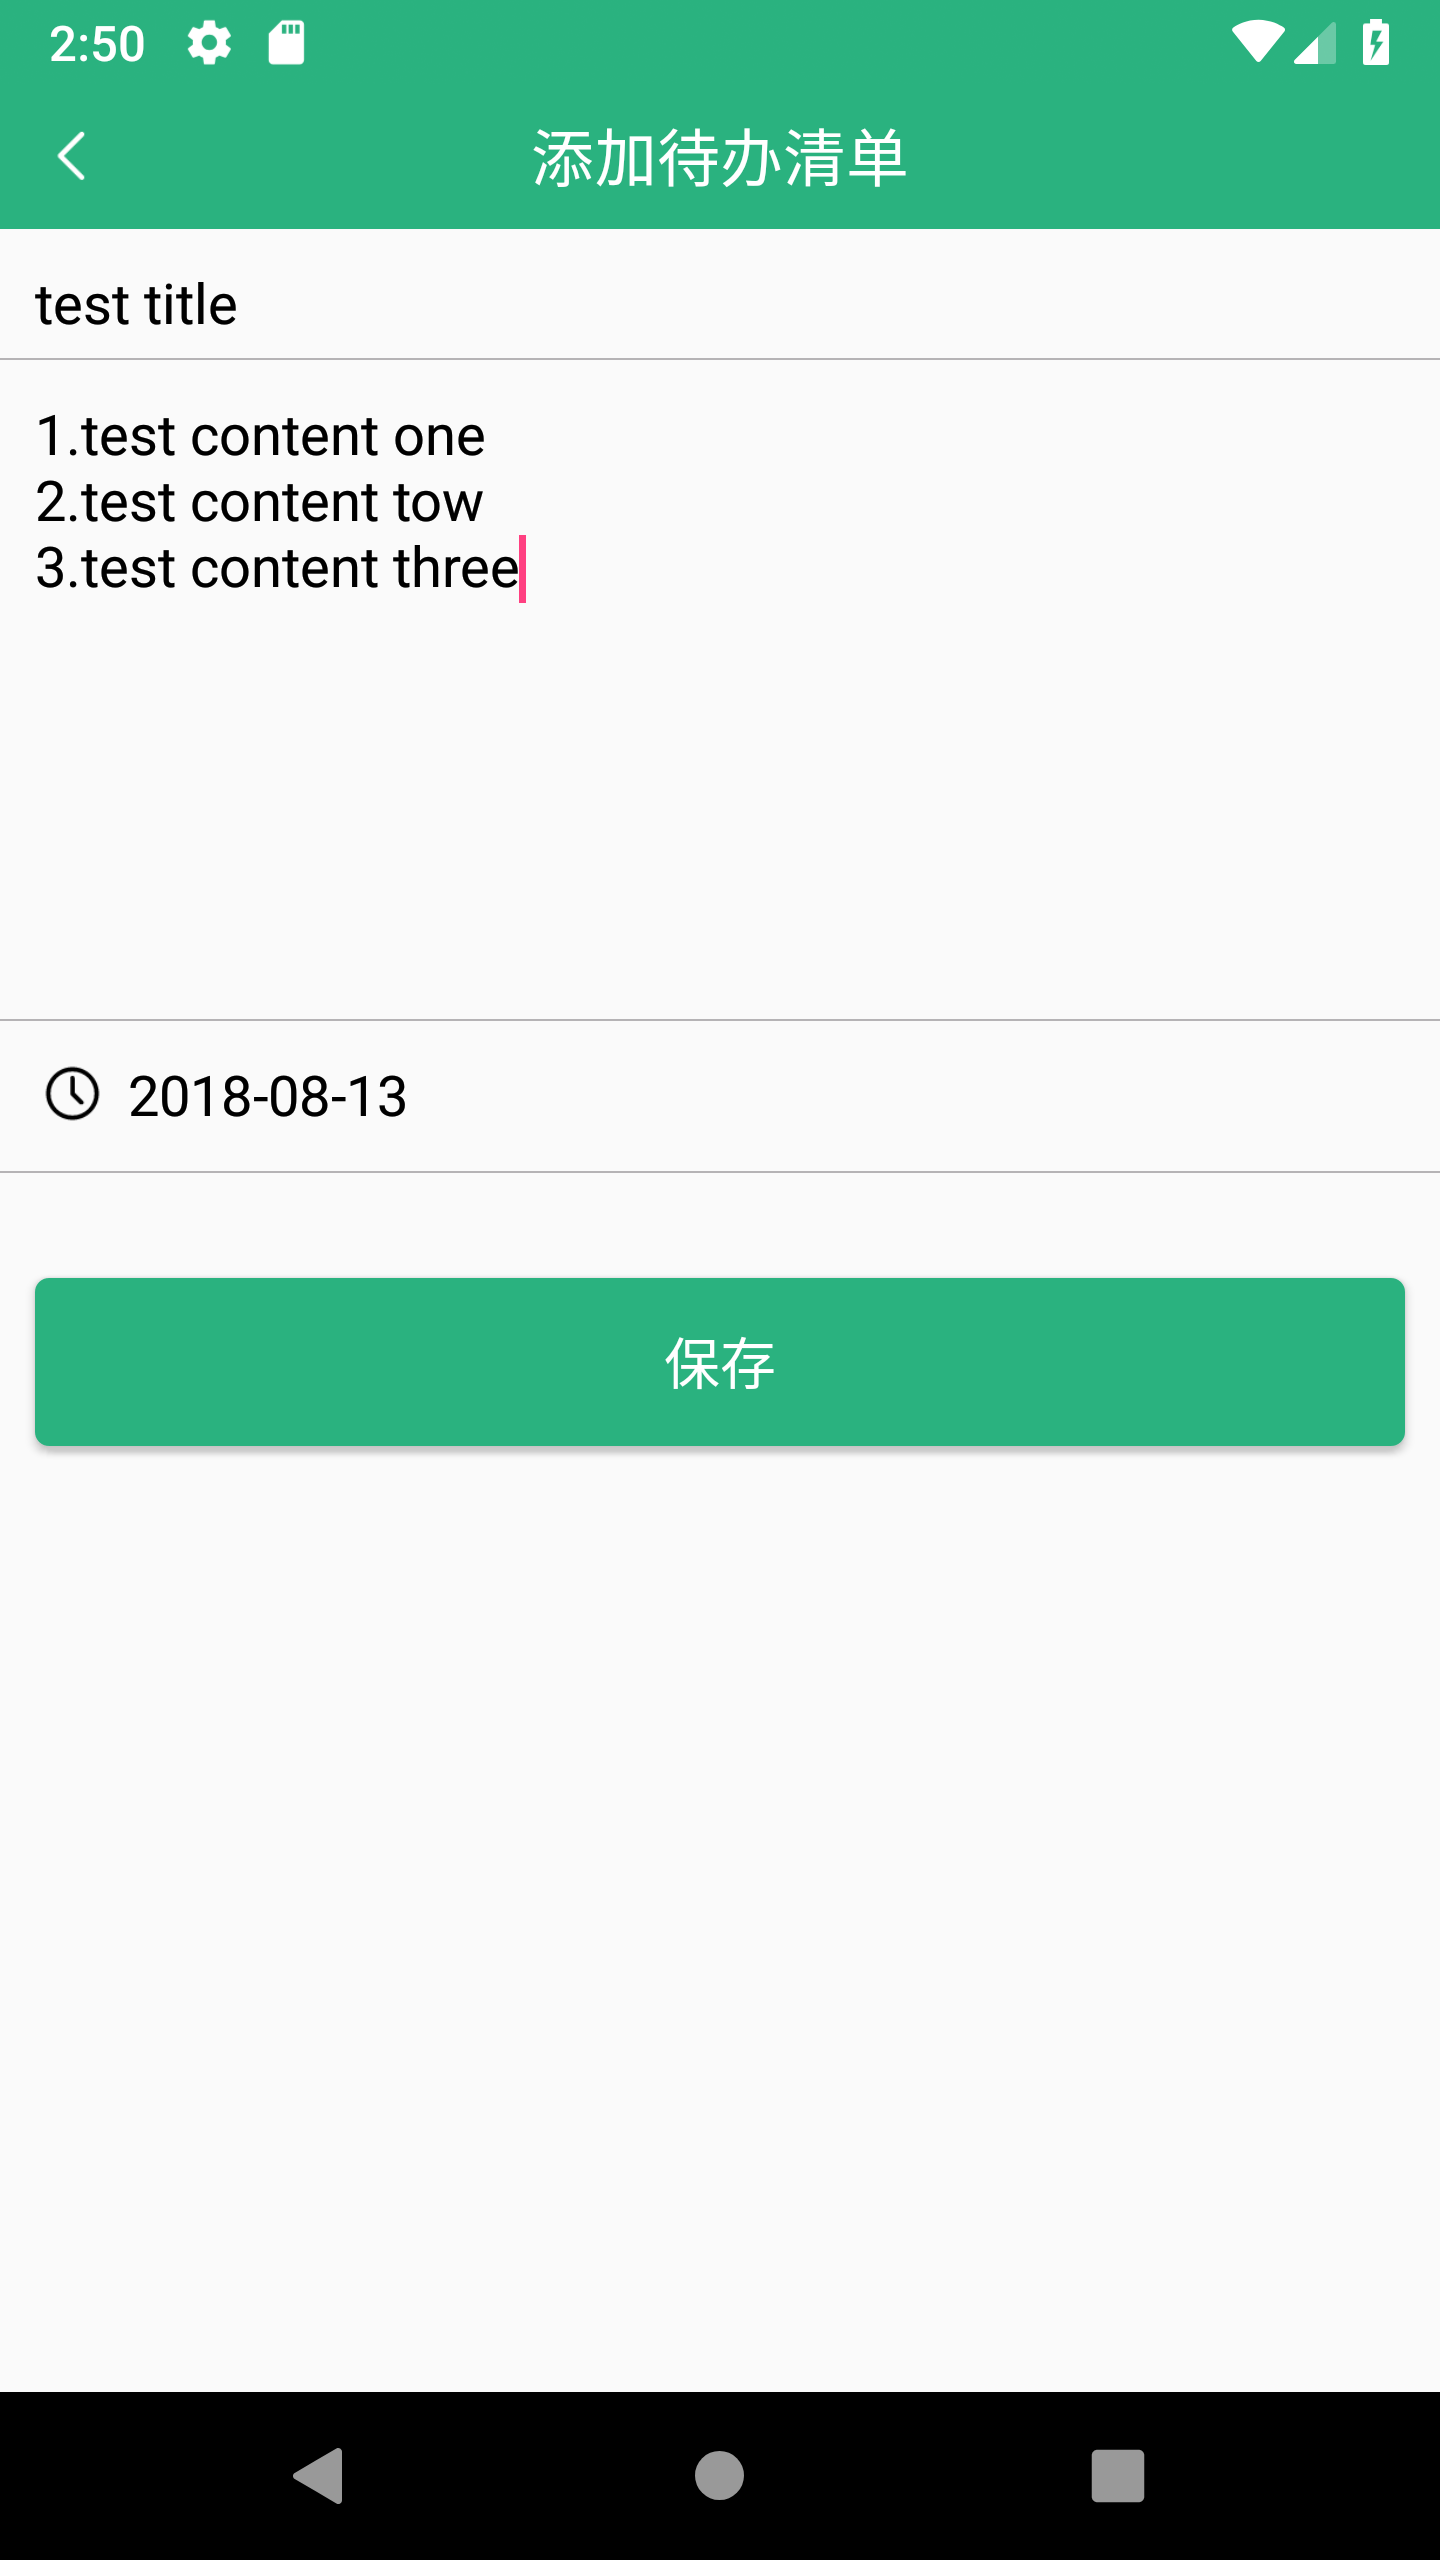 2:50
添加待办清单
test title
1.test content one
2.test content tow
3.test content three
2018-08-13
保存